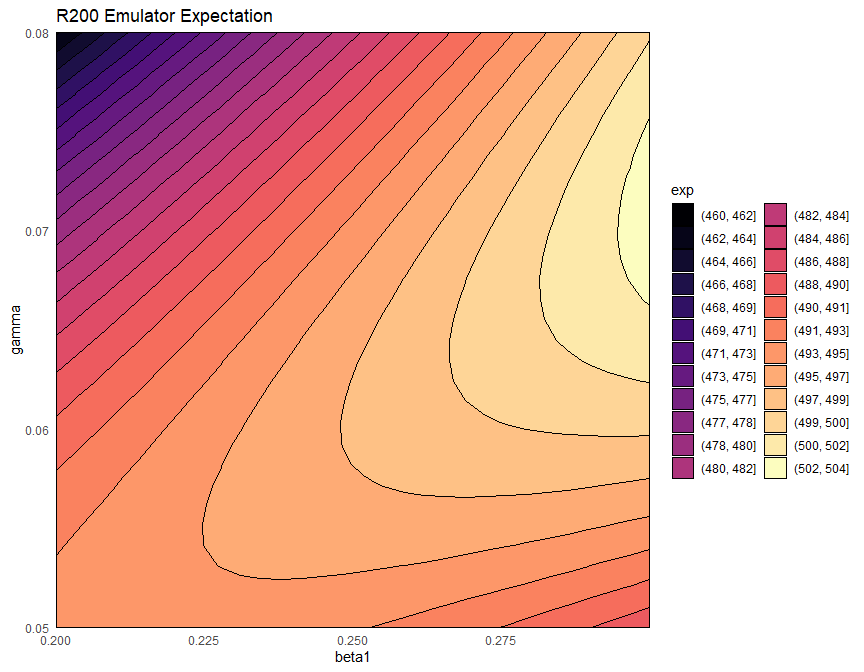 R200 Emulator Expectation
0.08
0.07
0.06
0.05
gamma
0.200 0.225 0.250 0.275
beta1
exp
(460, 462] (482, 484]
(462, 464] (484, 486]
(464, 466] (486, 488]
(466, 468] (488, 490]
(468, 469] (490, 491]
(469, 471] (491, 493]
(471, 473] (493, 495]
(473, 475] (495, 497]
(475, 477] (497, 499]
(477, 478] (499, 500]
(478, 480] (500, 502]
(480, 482] (502, 504]